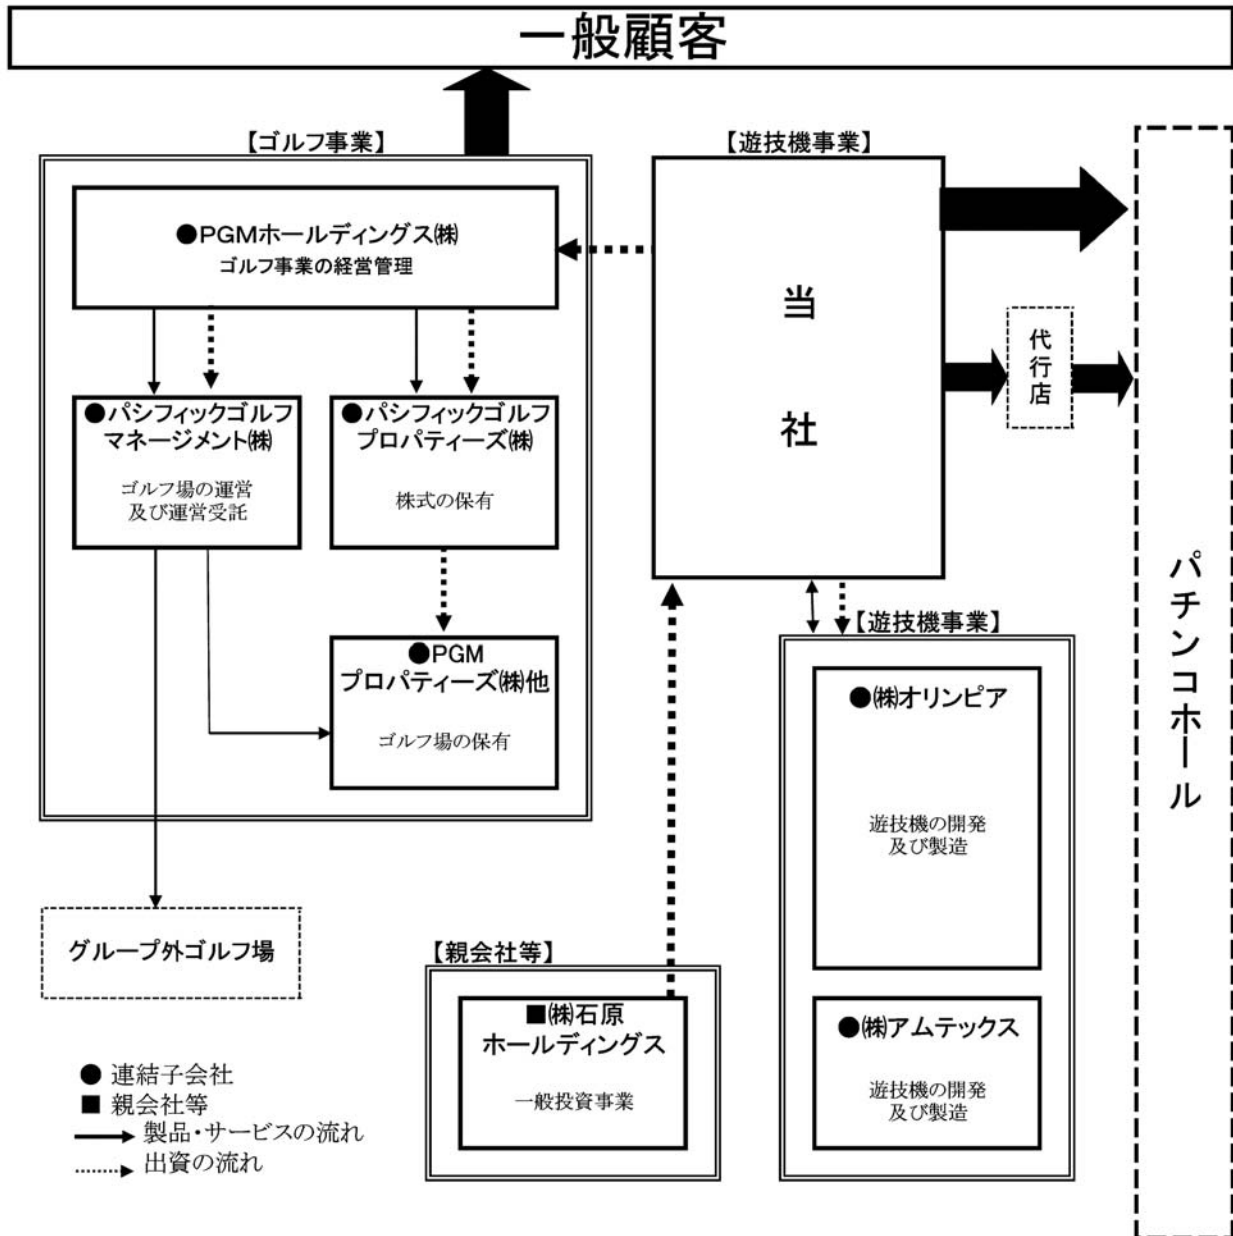 一般顧客
【ゴルフ事業】
●PGMホールディングス㈱
ゴルフ事業の経営管理
●パシフィックゴルフ
マネージメント㈱
ゴルフ場の運営
及び運営受託
●パシフィックゴルフ
プロパティーズ㈱
株式の保有
●PGM
プロパティーズ㈱他
ゴルフ場の保有
グループ外ゴルフ場
【遊技機事業】
当社
代行店
パチンコホール
【遊技機事業】
●㈱オリンピア
遊技機の開発
及び製造
●㈱アムテックス
遊技機の開発
及び製造
【親会社等】
■㈱石原
ホールディングス
一般投資事業
● 連結子会社
■ 親会社等
製品・サービスの流れ
出資の流れ